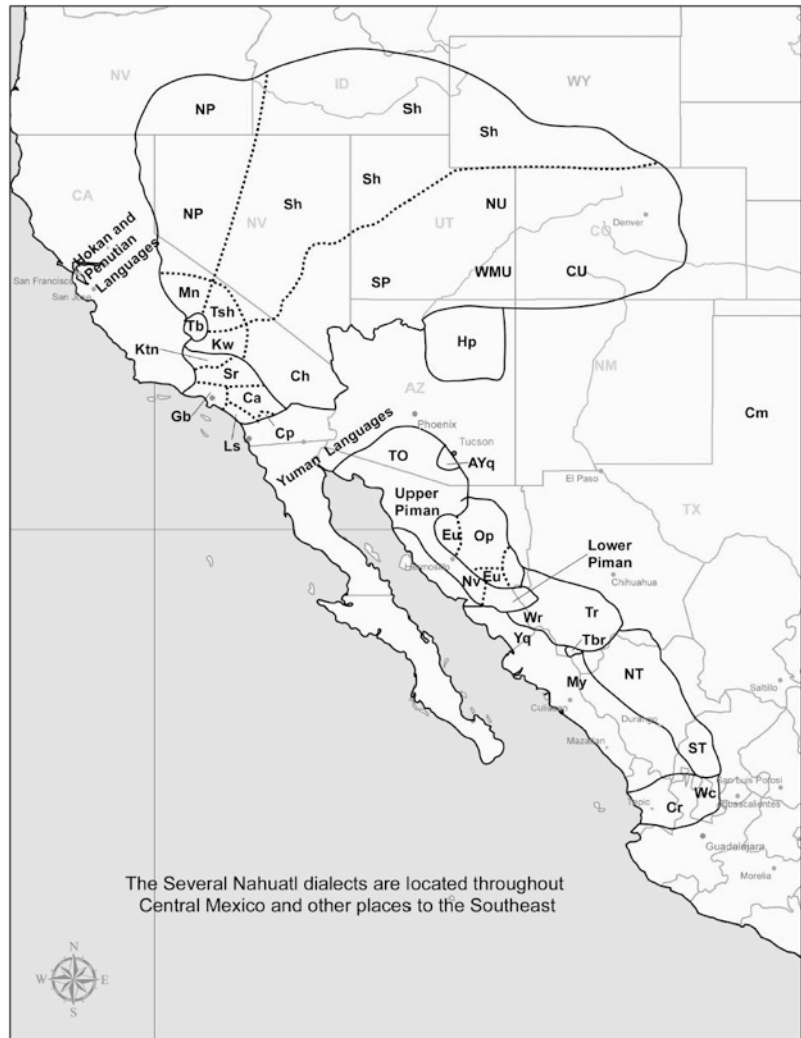 NV
ID
WY
NP
Sh
Sh
CA
NP
NV
Sh
Sh
UT
NU
CO
Denver
Hokan and
Penutian
Languages
San Francisco
San Jose
Mn
Tsh
SP
WMU
CU
Tb
Kw
Ktn
Sr
Ch
Hp
Ca
AZ
NM
Cm
Gb
Ls
Cp
Yuman Languages
Phoenix
TO
Tucson
AYq
El Paso
Upper
Piman
TX
Eu
Op
Hermosillo
Lower
Piman
Nv
Eu
Chihuahua
Wr
Tr
Yq
Tbr
My
NT
Culiacan
Saltillo
Durango
Mazatlan
ST
San Luis Potosi
Wc
Aguascalientes
Tepic
Cr
Guadalajara
Morelia
The Several Nahuatl dialects are located throughout
Central Mexico and other places to the Southeast
N
W
E
S